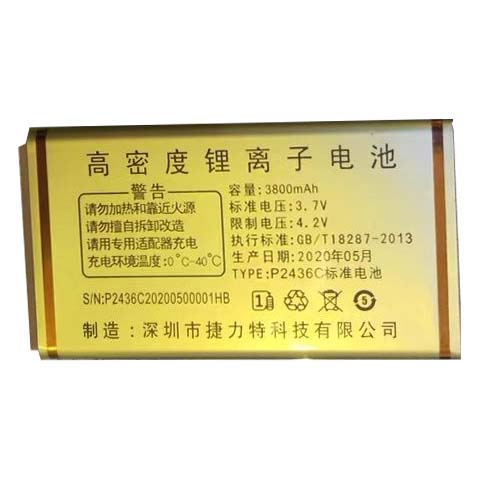 高密度锂离子电池
警告
请勿加热和靠近火源
请勿擅自拆卸改造
请用专用适配器充电
充电环境温度:0℃-40℃
容量:3800mAh
标准电压:3.7V
限制电压:4.2V
执行标准:GB/T18287-2013
生产日期:2020年05月
TYPE:P2436C标准电池
S/N:P2436C20200500001HB
制造:深圳市捷力特科技有限公司